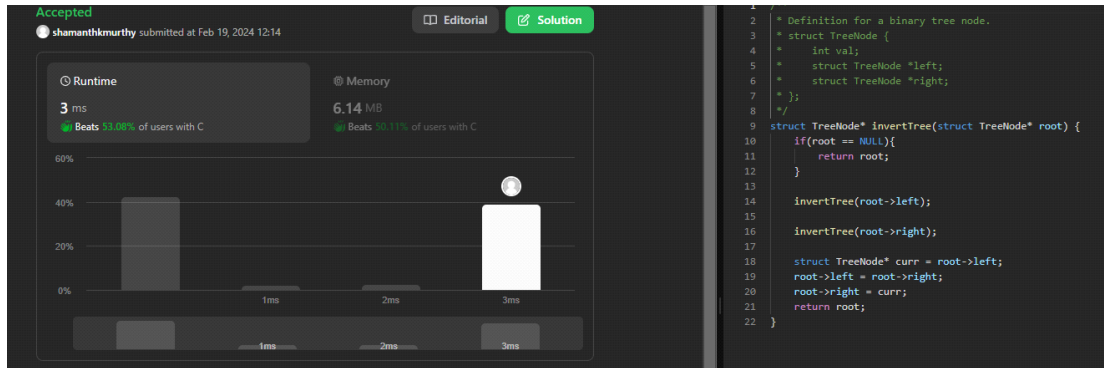 Accepted
Editorial
Solution
shamanthkmurthy submitted at Feb 19, 2024 12:14
Runtime
3 ms
Beats 53.08% of users with C
Memory
6.14 MB
Beats 50.11% of users with C
60%
40%
20%
0%
1ms
2ms
3ms
1ms
2ms
3ms
1 /
2 * Definition for a binary tree node.
3 * struct TreeNode {
4 *     int val;
5 *     struct TreeNode *left;
6 *     struct TreeNode *right;
7 * };
8 */
9 struct TreeNode* invertTree(struct TreeNode* root) {
10     if(root == NULL){
11         return root;
12     }
13
14     invertTree(root->left);
15
16     invertTree(root->right);
17
18     struct TreeNode* curr = root->left;
19     root->left = root->right;
20     root->right = curr;
21     return root;
22 }